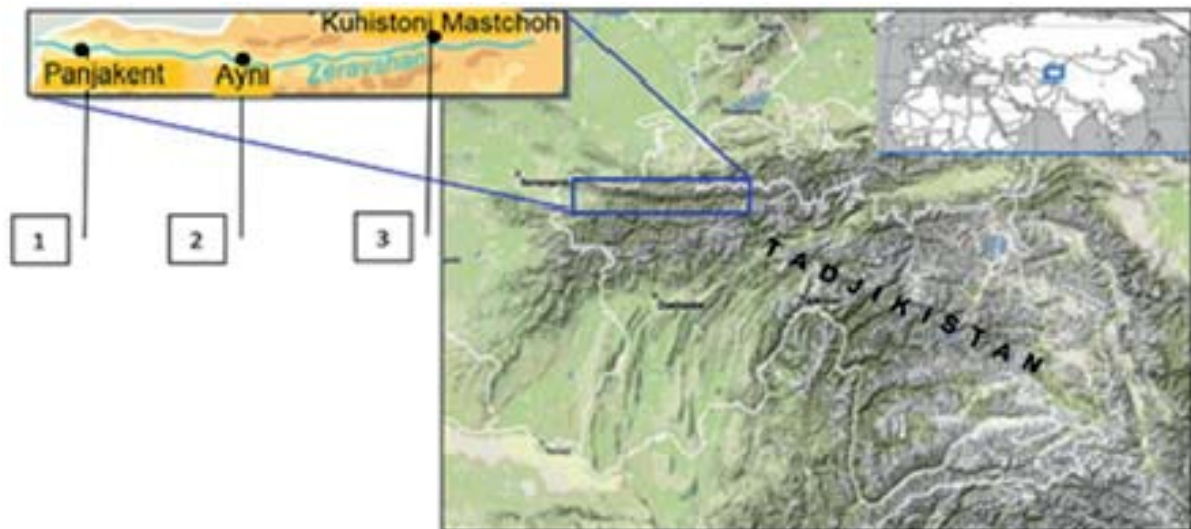 Kuhistoni Mastchoh
Panjakent
Ayni
Zeravshan
1
2
3
TADJIKISTAN